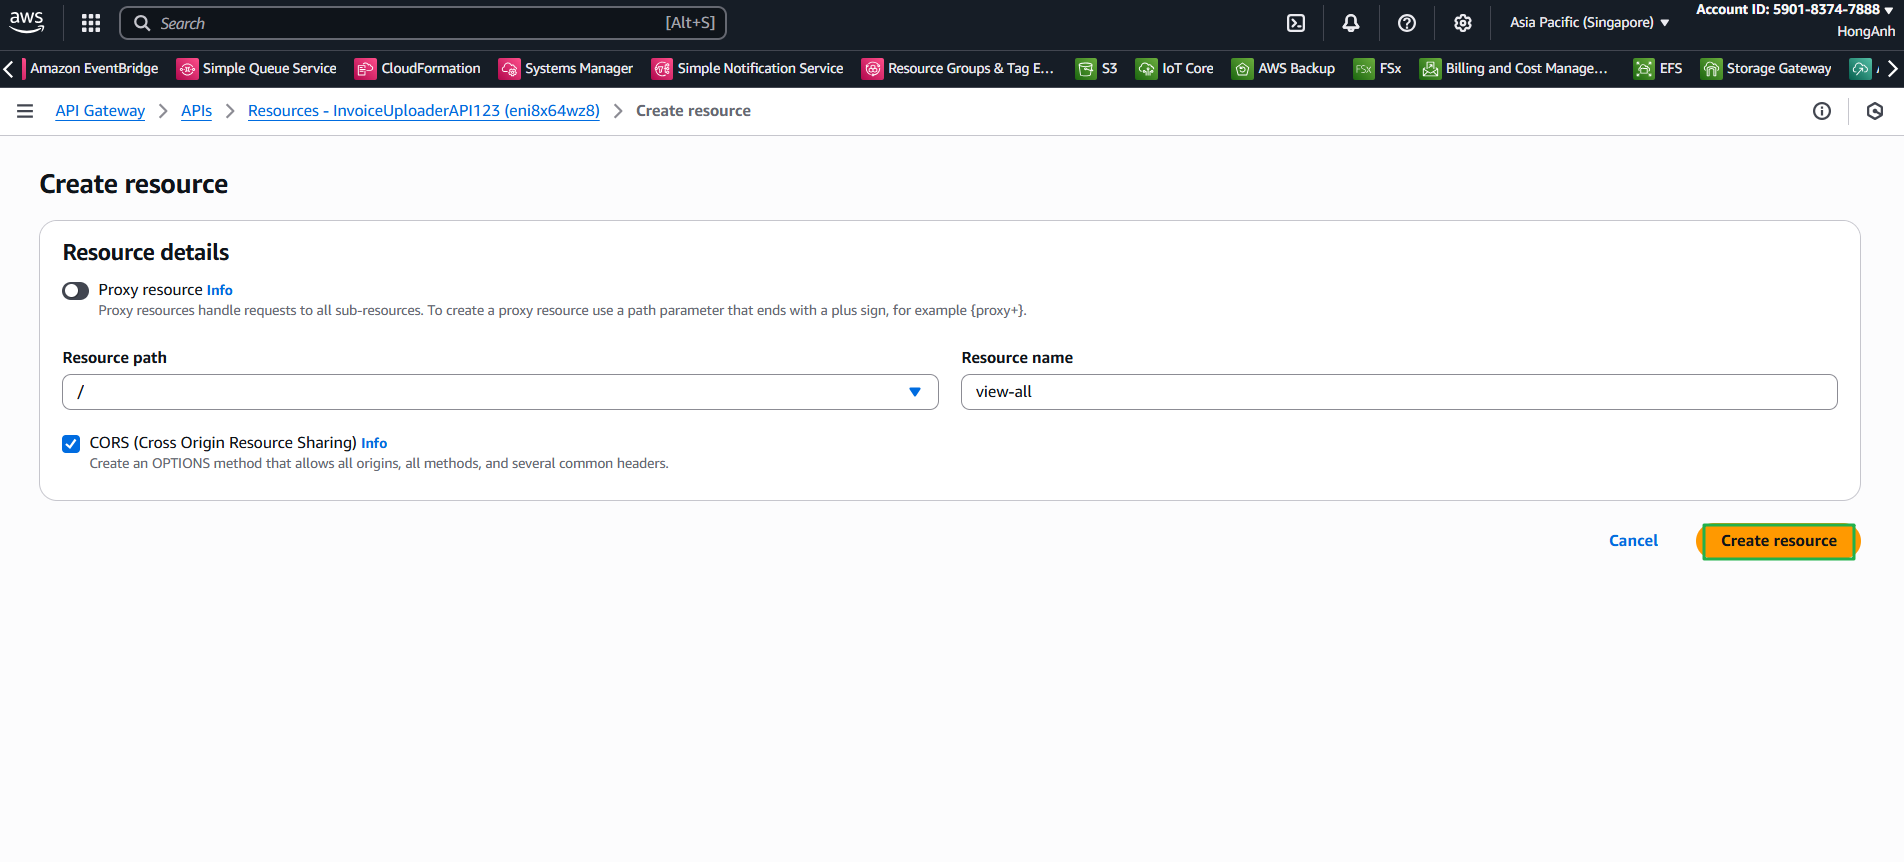 aws
Search [Alt+S]
Asia Pacific (Singapore)
Account ID: 5901-8374-7888
HongAnh
Amazon EventBridge Simple Queue Service CloudFormation Systems Manager Simple Notification Service Resource Groups & Tag E... S3 IoT Core AWS Backup FSx FSx Billing and Cost Manage... EFS Storage Gateway
API Gateway APIs Resources - InvoiceUploaderAPI123 (eni8x64wz8) Create resource
Create resource
Resource details
Proxy resource Info
Proxy resources handle requests to all sub-resources. To create a proxy resource use a path parameter that ends with a plus sign, for example {proxy+}.
Resource path
/
Resource name
view-all
CORS (Cross Origin Resource Sharing) Info
Create an OPTIONS method that allows all origins, all methods, and several common headers.
Cancel Create resource